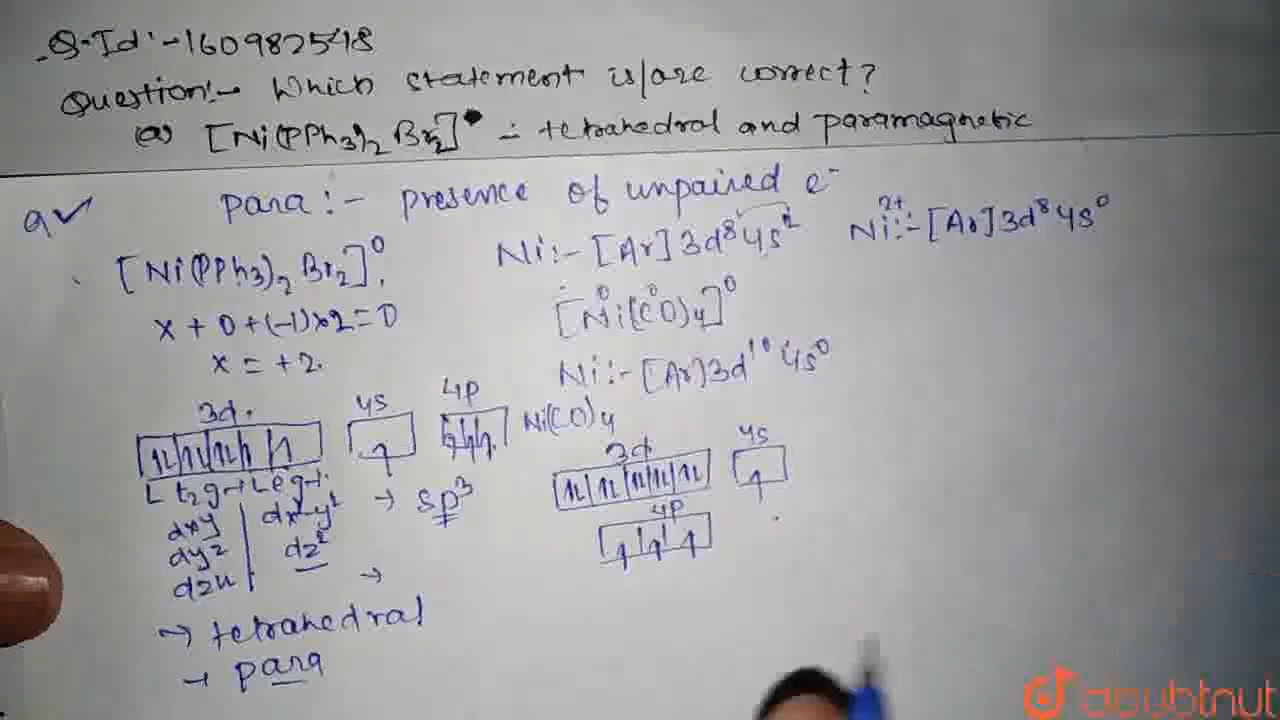 Q-Id :- 160982548
Question:- Which statement is/are correct?
(a) [Ni(PPh3)2 Br2]• :- tetrahedral and paramagnetic
a ✓
para :- presence of unpaired e-
[Ni(PPh3)2 Br2]⁰
x + 0 + (-1)x2 = 0
x = +2.
3d.
4s
4p
L t2g L eg
dxy
dyz
dzx
dx²-y²
dz²
→ sp³
→
→ tetrahedral
→ para
Ni :- [Ar] 3d⁸ 4s²
Ni²⁺ :- [Ar] 3d⁸ 4s⁰
[Ni⁰(CO)⁰4]⁰
Ni :- [Ar] 3d¹⁰ 4s⁰
Ni(CO)4
3d
4s
4p
doubtnut